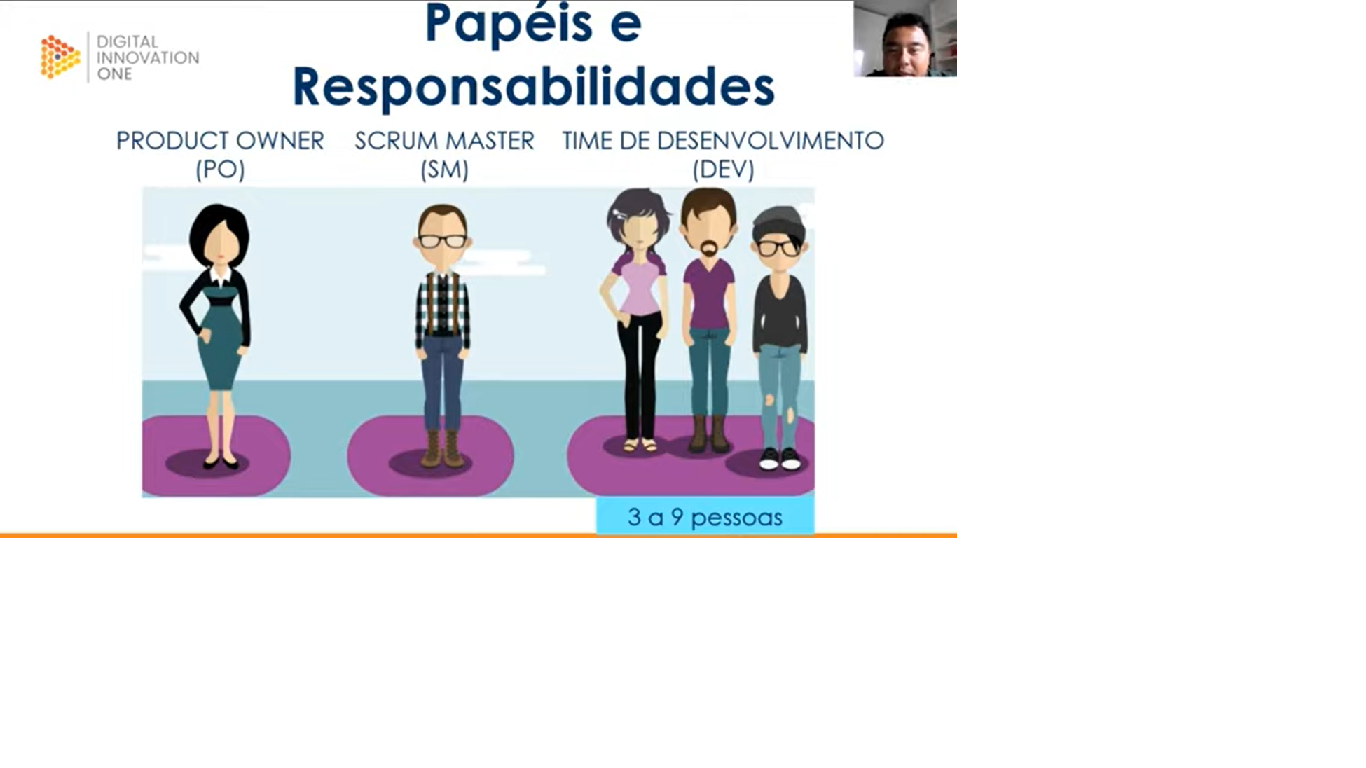 DIGITAL
INNOVATION
ONE
Papéis e
Responsabilidades
PRODUCT OWNER
(PO)
SCRUM MASTER
(SM)
TIME DE DESENVOLVIMENTO
(DEV)
3 a 9 pessoas